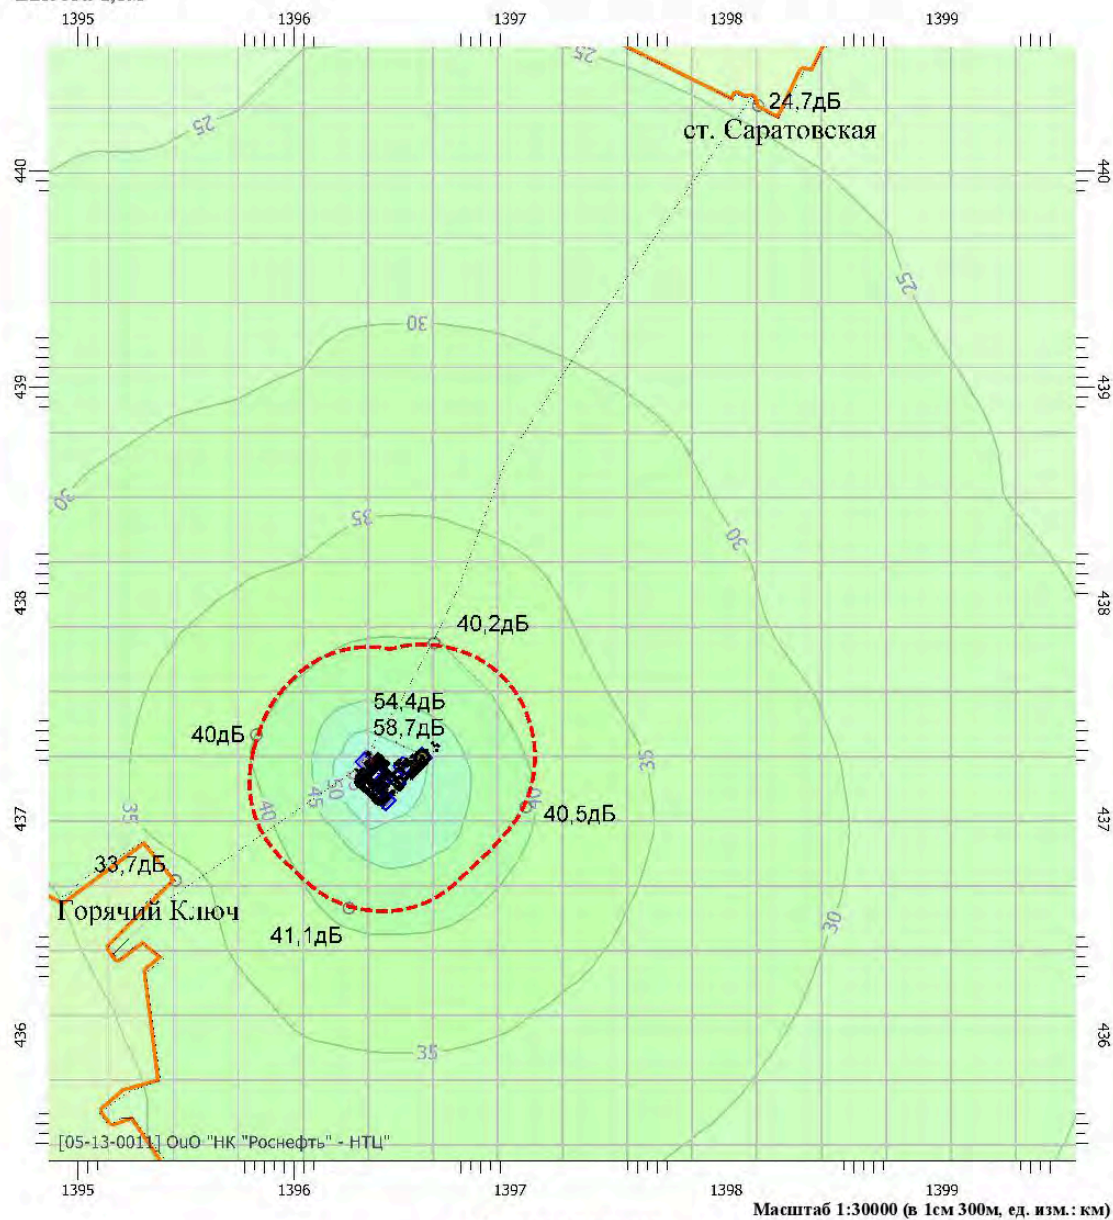 1395 1396 1397 1398 1399
25
24,7дБ
ст. Саратовская
25
440 440
25
30
439 439
30
35
30
438 438
40,2дБ
54,4дБ
58,7дБ
40дБ
35
50
45
40
40
40,5дБ
35
437 437
33,7дБ
Горячий Ключ
41,1дБ
30
436 436
35
[05-13-0011] ОиО "НК "Роснефть" - НТЦ"
1395 1396 1397 1398 1399
Масштаб 1:30000 (в 1см 300м, ед. изм.: км)